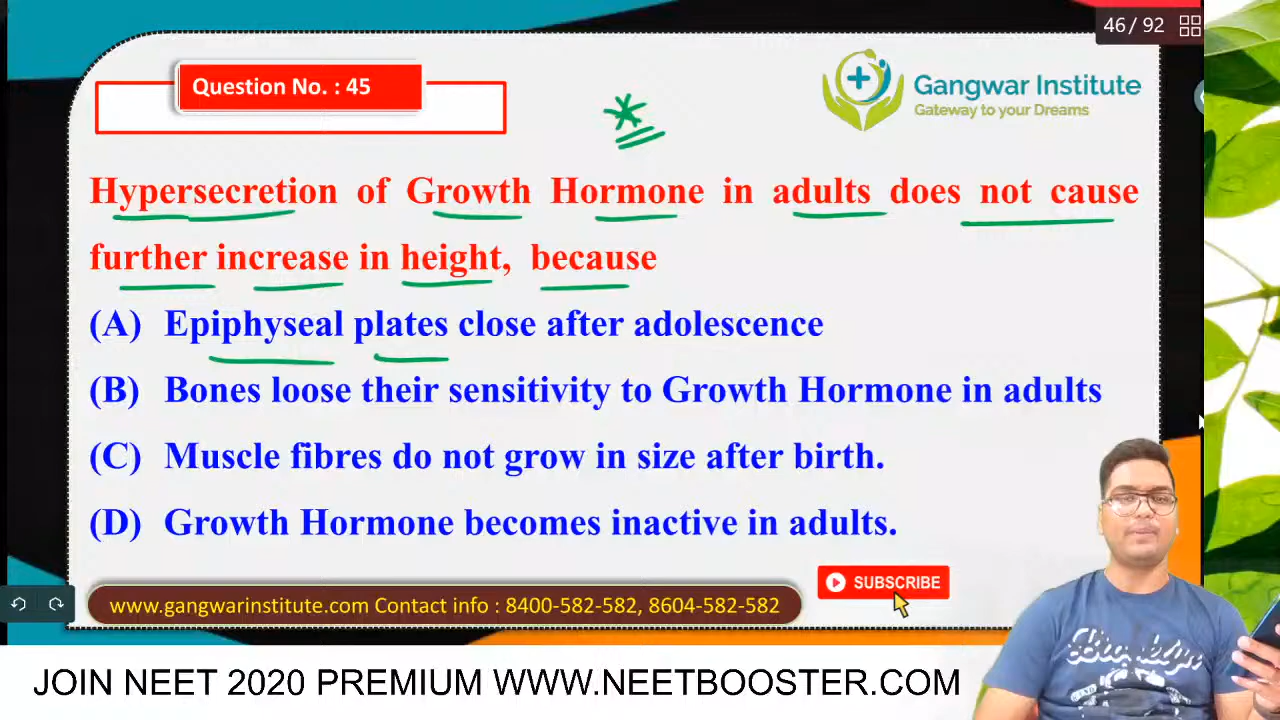 46 / 92
Question No. : 45
Gangwar Institute
Gateway to your Dreams
Hypersecretion of Growth Hormone in adults does not cause
further increase in height, because
(A) Epiphyseal plates close after adolescence
(B) Bones loose their sensitivity to Growth Hormone in adults
(C) Muscle fibres do not grow in size after birth.
(D) Growth Hormone becomes inactive in adults.
SUBSCRIBE
www.gangwarinstitute.com Contact info : 8400-582-582, 8604-582-582
Brooklyn
JOIN NEET 2020 PREMIUM WWW.NEETBOOSTER.COM